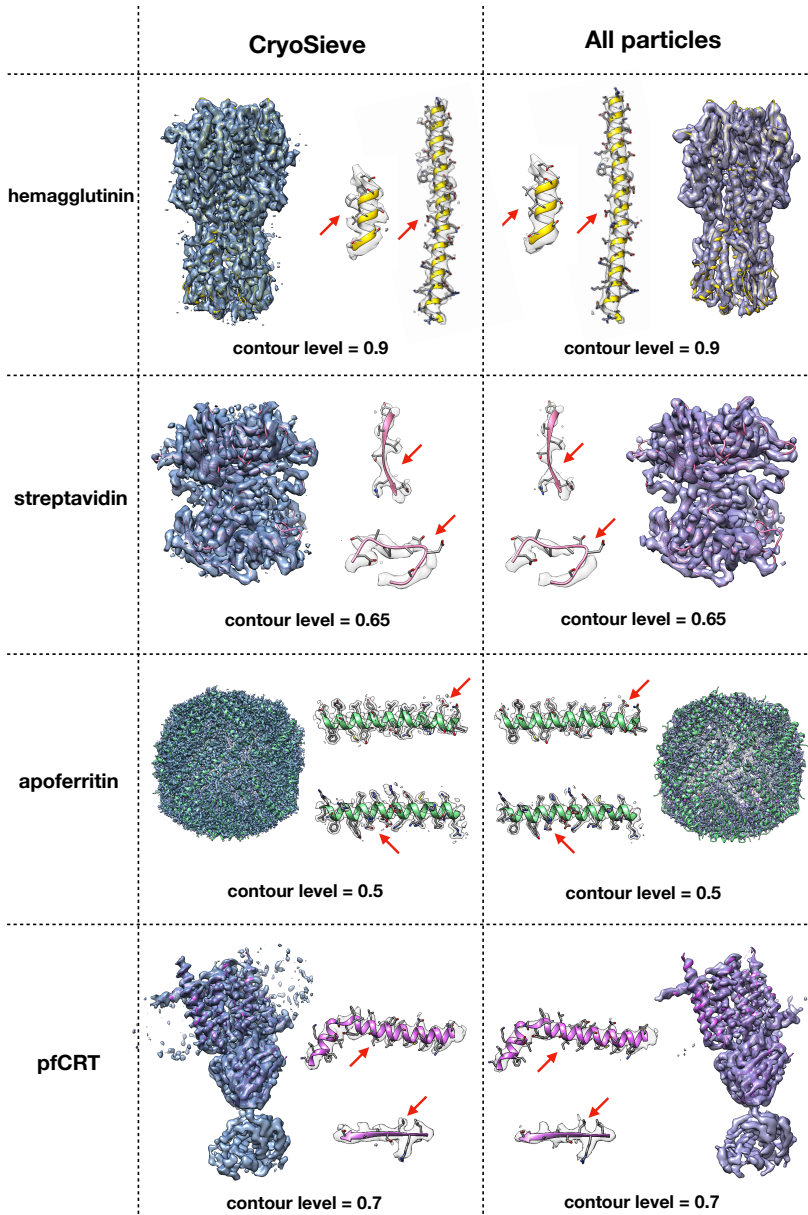 CryoSieve
All particles
hemagglutinin
contour level = 0.9
contour level = 0.9
streptavidin
contour level = 0.65
contour level = 0.65
apoferritin
contour level = 0.5
contour level = 0.5
pfCRT
contour level = 0.7
contour level = 0.7